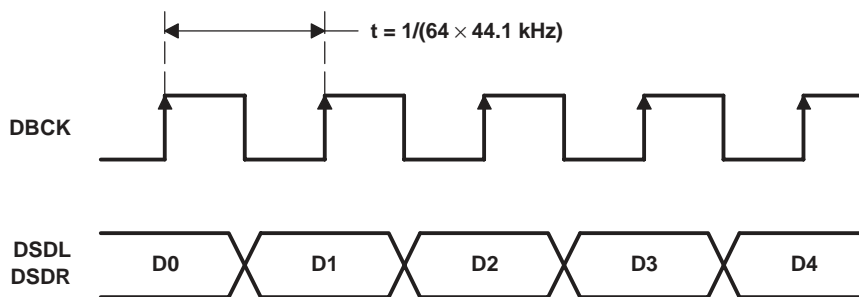 t = 1/(64 × 44.1 kHz)
DBCK
DSDL
DSDR
D0 D1 D2 D3 D4